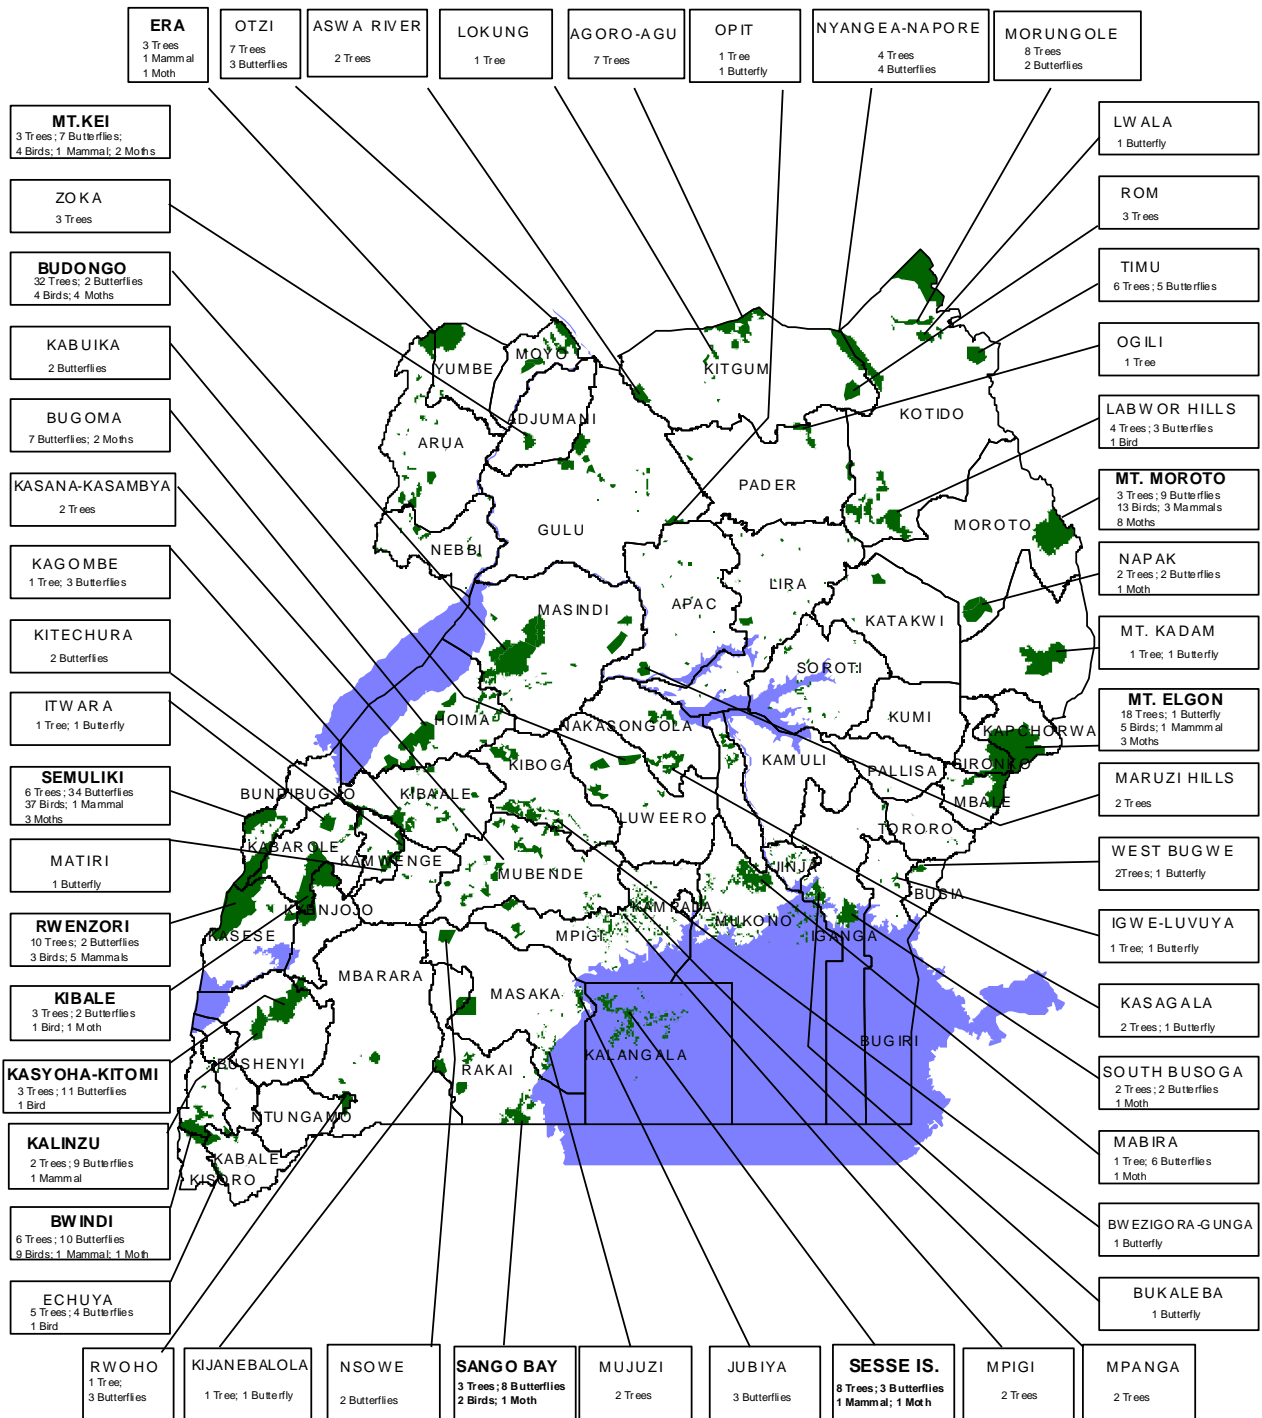 ERA
3 Trees
1 Mammal
1 Moth
OTZI
7 Trees
3 Butterflies
ASWA RIVER
2 Trees
LOKUNG
1 Tree
AGORO-AGU
7 Trees
OPIT
1 Tree
1 Butterfly
NYANGEA-NAPORE
4 Trees
4 Butterflies
MORUNGOLE
8 Trees
2 Butterflies
MT.KEI
3 Trees; 7 Butterflies;
4 Birds; 1 Mammal; 2 Moths
ZOKA
3 Trees
BUDONGO
32 Trees; 2 Butterflies
4 Birds; 4 Moths
KABUIKA
2 Butterflies
BUGOMA
7 Butterflies; 2 Moths
KASANA-KASAMBYA
2 Trees
KAGOMBE
1 Tree; 3 Butterflies
KITECHURA
2 Butterflies
ITWARA
1 Tree; 1 Butterfly
SEMULIKI
6 Trees; 34 Butterflies
37 Birds; 1 Mammal
3 Moths
MATIRI
1 Butterfly
RWENZORI
10 Trees; 2 Butterflies
3 Birds; 5 Mammals
KIBALE
3 Trees; 2 Butterflies
1 Bird; 1 Moth
KASYOHA-KITOMI
3 Trees; 11 Butterflies
1 Bird
KALINZU
2 Trees; 9 Butterflies
1 Mammal
BWINDI
6 Trees; 10 Butterflies
9 Birds; 1 Mammal; 1 Moth
ECHUYA
5 Trees; 4 Butterflies
1 Bird
LWALA
1 Butterfly
ROM
3 Trees
TIMU
6 Trees; 5 Butterflies
OGILI
1 Tree
LABWOR HILLS
4 Trees; 3 Butterflies
1 Bird
MT. MOROTO
3 Trees; 9 Butterflies
13 Birds; 3 Mammals
8 Moths
NAPAK
2 Trees; 2 Butterflies
1 Moth
MT. KADAM
1 Tree; 1 Butterfly
MT. ELGON
18 Trees; 1 Butterfly
5 Birds; 1 Mammmal
3 Moths
MARUZI HILLS
2 Trees
WEST BUGWE
2Trees; 1 Butterfly
IGWE-LUVUYA
1 Tree; 1 Butterfly
KASAGALA
2 Trees; 1 Butterfly
SOUTH BUSOGA
2 Trees; 2 Butterflies
1 Moth
MABIRA
1 Tree; 6 Butterflies
1 Moth
BWEZIGORA-GUNGA
1 Butterfly
BUKALEBA
1 Butterfly
YUMBE
MOYO
ADJUMANI
ARUA
NEBBI
GULU
KITGUM
PADER
KOTIDO
MOROTO
MASINDI
APAC
LIRA
KATAKWI
SOROTI
KUMI
KAPCHORWA
SIRONKO
MBALE
PALLISA
TORORO
KAMULI
NAKASONGOLA
HOIMA
KIBOGA
KIBAALE
LUWEERO
BUNDIBUGYO
KABAROLE
KAMWENGE
KYENJOJO
KASESE
MUBENDE
JINJA
BUSIA
KAMPALA
MUKONO
IGANGA
MPIGI
MBARARA
MASAKA
KALANGALA
BUGIRI
RAKAI
BUSHENYI
NTUNGAMO
KABALE
KISORO
RWOHO
1 Tree;
3 Butterflies
KIJANEBALOLA
1 Tree; 1 Butterfly
NSOWE
2 Butterflies
SANGO BAY
3 Trees; 8 Butterflies
2 Birds; 1 Moth
MUJUZI
2 Trees
JUBIYA
3 Butterflies
SESSE IS.
8 Trees; 3 Butterflies
1 Mammal; 1 Moth
MPIGI
2 Trees
MPANGA
2 Trees